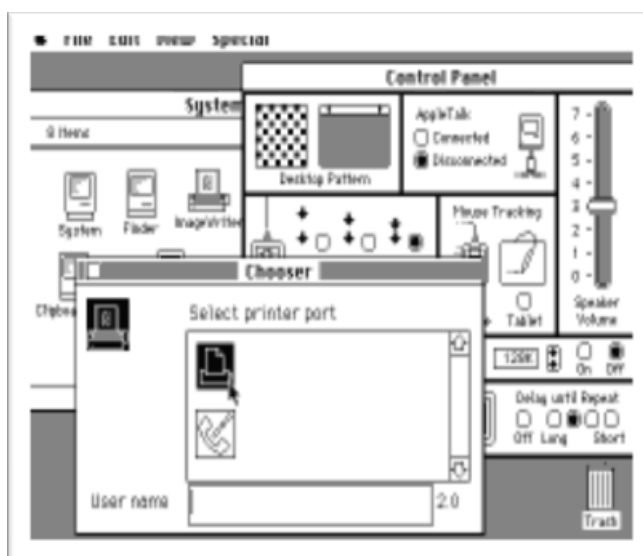 File Edit View Special
Control Panel
System
8 Items
System
Finder
ImageWriter
Desktop Pattern
AppleTalk
Connected
Disconnected
7
6
5
4
3
2
1
0
Speaker
Volume
Mouse Tracking
Tablet
128K
On Off
Delay until Repeat
Off Long Short
Chooser
Select printer port
User name
2.0
Trash